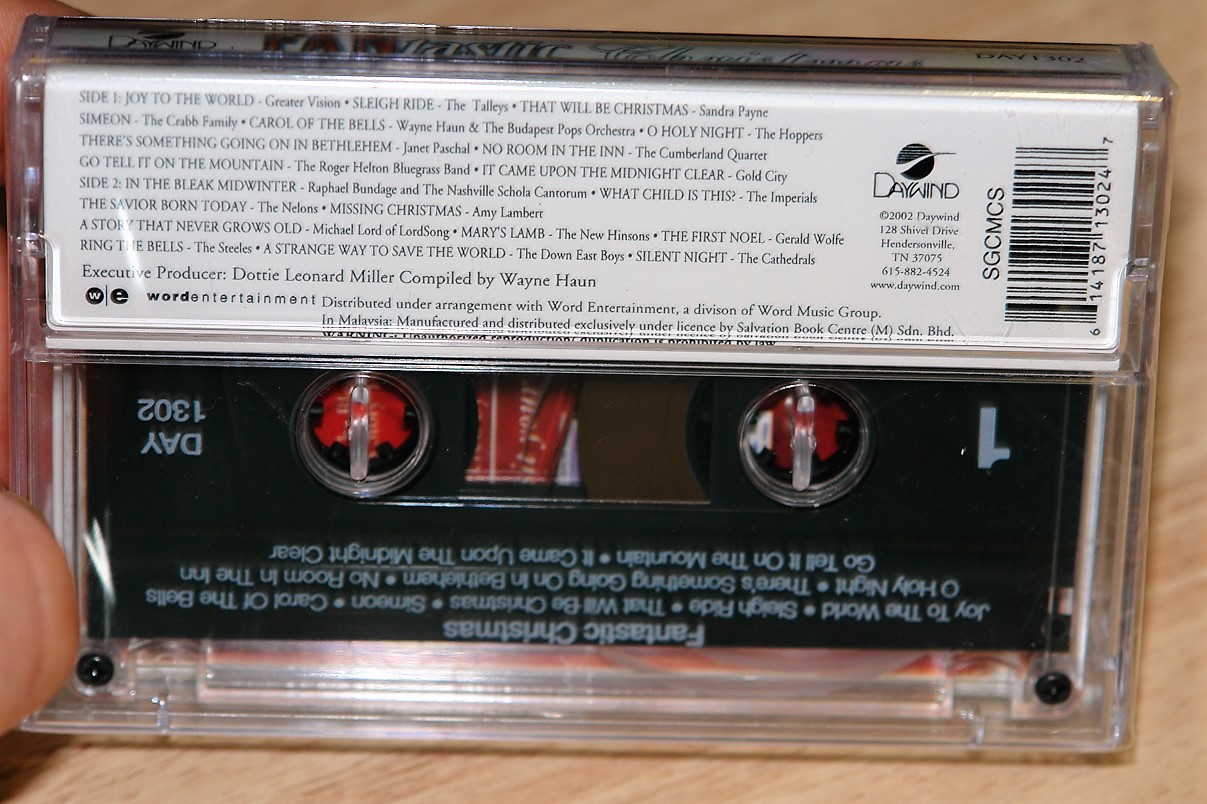 DAYWIND FANtastic Christmas DAY1302
SIDE 1: JOY TO THE WORLD - Greater Vision • SLEIGH RIDE - The Talleys • THAT WILL BE CHRISTMAS - Sandra Payne
SIMEON - The Crabb Family • CAROL OF THE BELLS - Wayne Haun & The Budapest Pops Orchestra • O HOLY NIGHT - The Hoppers
THERE'S SOMETHING GOING ON IN BETHLEHEM - Janet Paschal • NO ROOM IN THE INN - The Cumberland Quartet
GO TELL IT ON THE MOUNTAIN - The Roger Helton Bluegrass Band • IT CAME UPON THE MIDNIGHT CLEAR - Gold City
SIDE 2: IN THE BLEAK MIDWINTER - Raphael Bundage and The Nashville Schola Cantorum • WHAT CHILD IS THIS? - The Imperials
THE SAVIOR BORN TODAY - The Nelons • MISSING CHRISTMAS - Amy Lambert
A STORY THAT NEVER GROWS OLD - Michael Lord of LordSong • MARY'S LAMB - The New Hinsons • THE FIRST NOEL - Gerald Wolfe
RING THE BELLS - The Steeles • A STRANGE WAY TO SAVE THE WORLD - The Down East Boys • SILENT NIGHT - The Cathedrals
Executive Producer: Dottie Leonard Miller Compiled by Wayne Haun
w|e wordentertainment Distributed under arrangement with Word Entertainment, a divison of Word Music Group.
In Malaysia: Manufactured and distributed exclusively under licence by Salvation Book Centre (M) Sdn. Bhd.
WARNING: Unauthorized reproduction/duplication is prohibited by law
DAYWIND
©2002 Daywind
128 Shivel Drive
Hendersonville,
TN 37075
615-882-4524
www.daywind.com
SGCMCS
6 14187 13024 7
Fantastic Christmas
Joy To The World • Sleigh Ride • That Will Be Christmas • Simeon • Carol Of The Bells
O Holy Night • There's Something Going On In Bethlehem • No Room In The Inn
Go Tell It On The Mountain • It Came Upon The Midnight Clear
1
DAY
1302